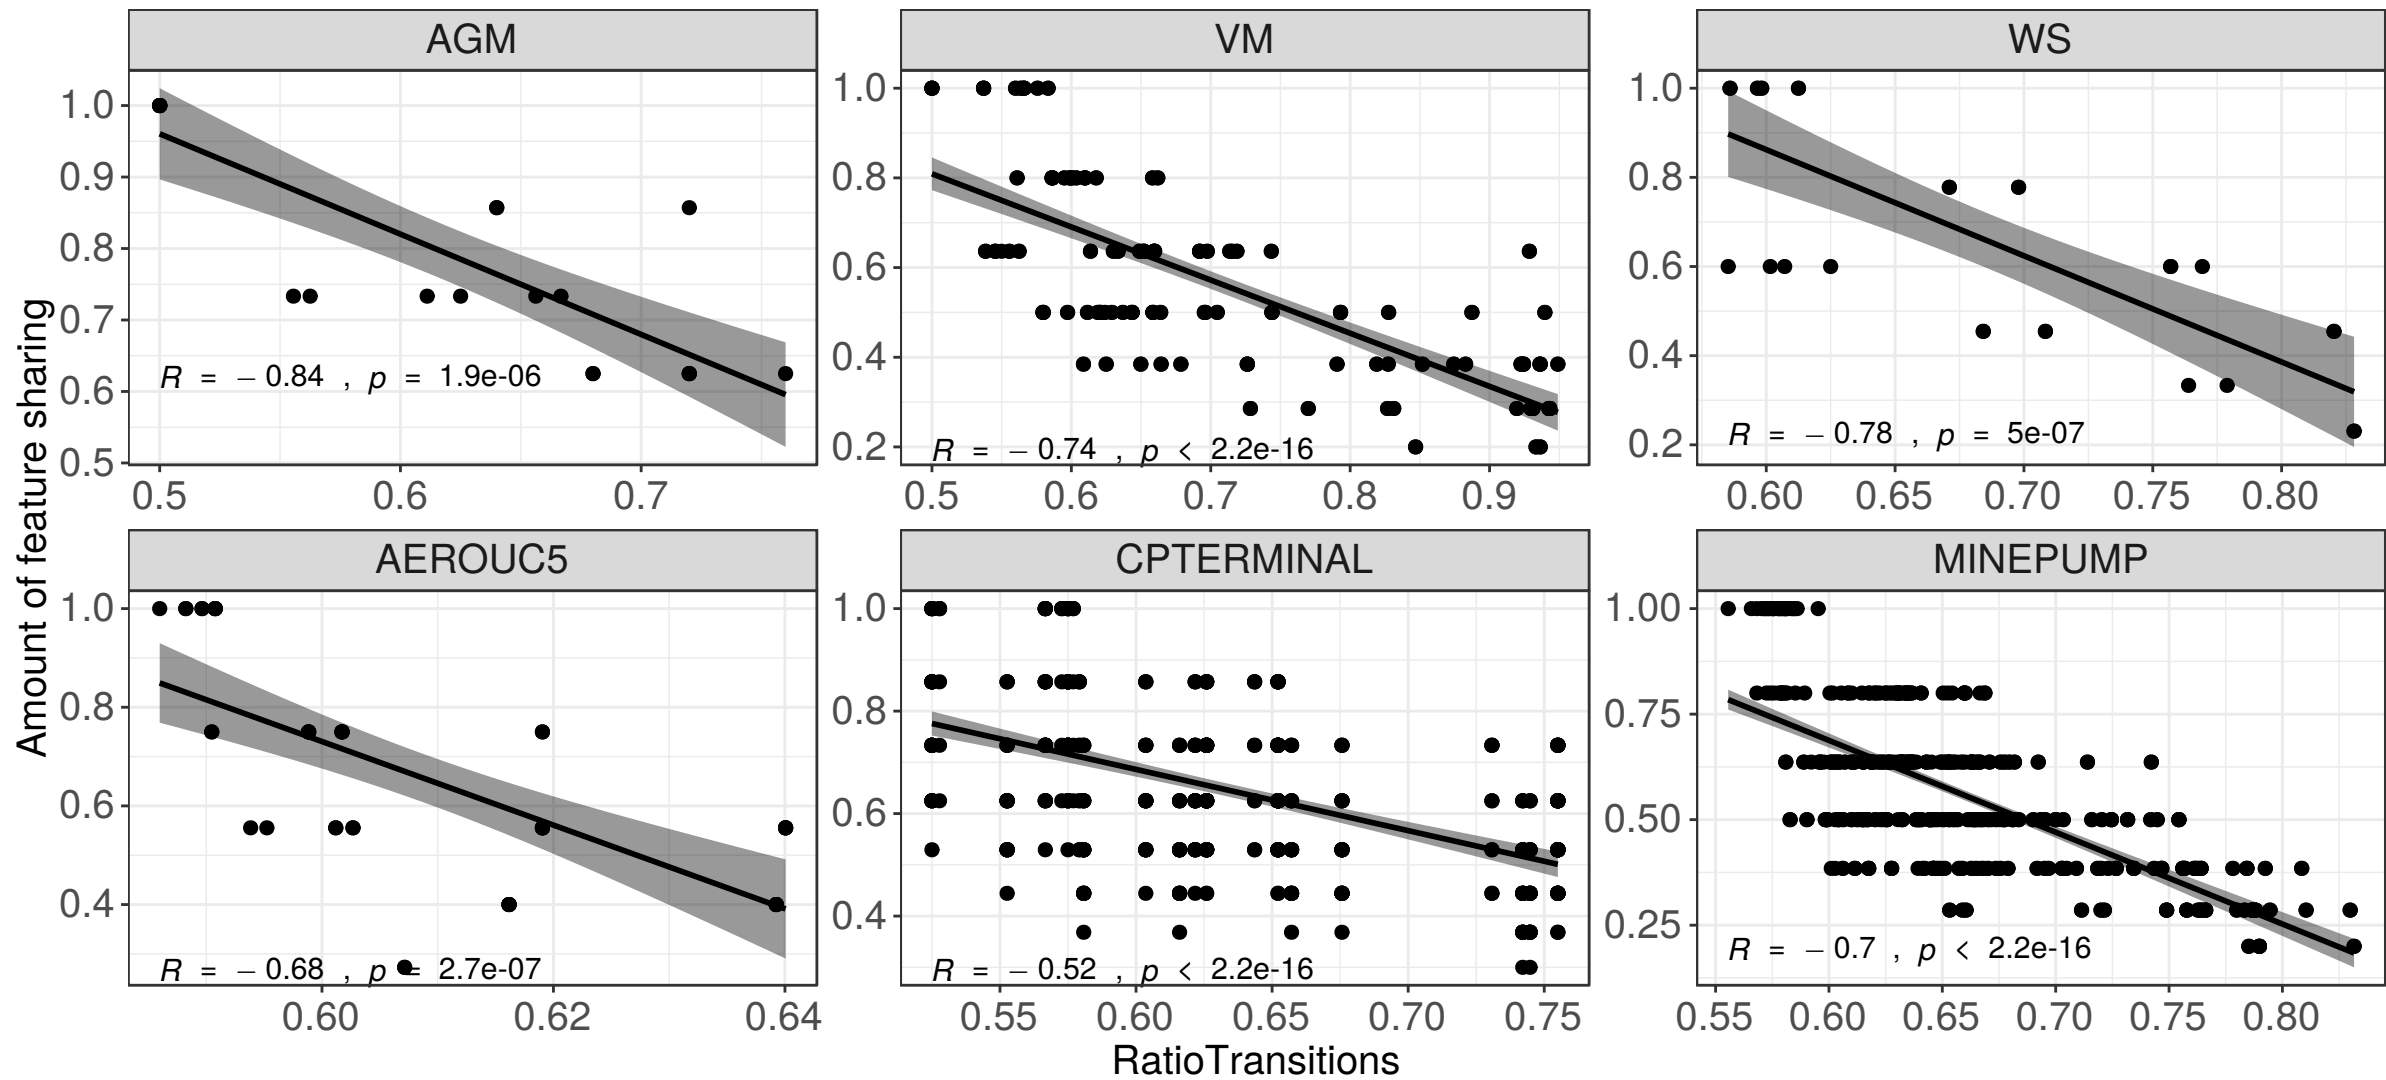 AGM
VM
WS
1.0
0.9
0.8
0.7
0.6
0.5
R = − 0.84 , p = 1.9e-06
0.5 0.6 0.7
1.0
0.8
0.6
0.4
0.2
R = − 0.74 , p < 2.2e-16
0.5 0.6 0.7 0.8 0.9
1.0
0.8
0.6
0.4
0.2
R = − 0.78 , p = 5e-07
0.60 0.65 0.70 0.75 0.80
Amount of feature sharing
AEROUC5
CPTERMINAL
MINEPUMP
1.0
0.8
0.6
0.4
R = − 0.68 , p = 2.7e-07
0.60 0.62 0.64
1.0
0.8
0.6
0.4
R = − 0.52 , p < 2.2e-16
0.55 0.60 0.65 0.70 0.75
1.00
0.75
0.50
0.25
R = − 0.7 , p < 2.2e-16
0.55 0.60 0.65 0.70 0.75 0.80
RatioTransitions